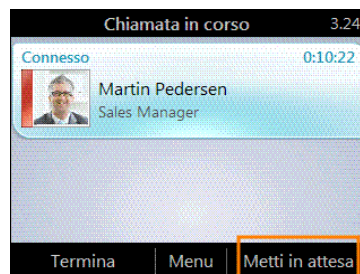 Chiamata in corso 3.24
Connesso 0:10:22
Martin Pedersen
Sales Manager
Termina Menu Metti in attesa